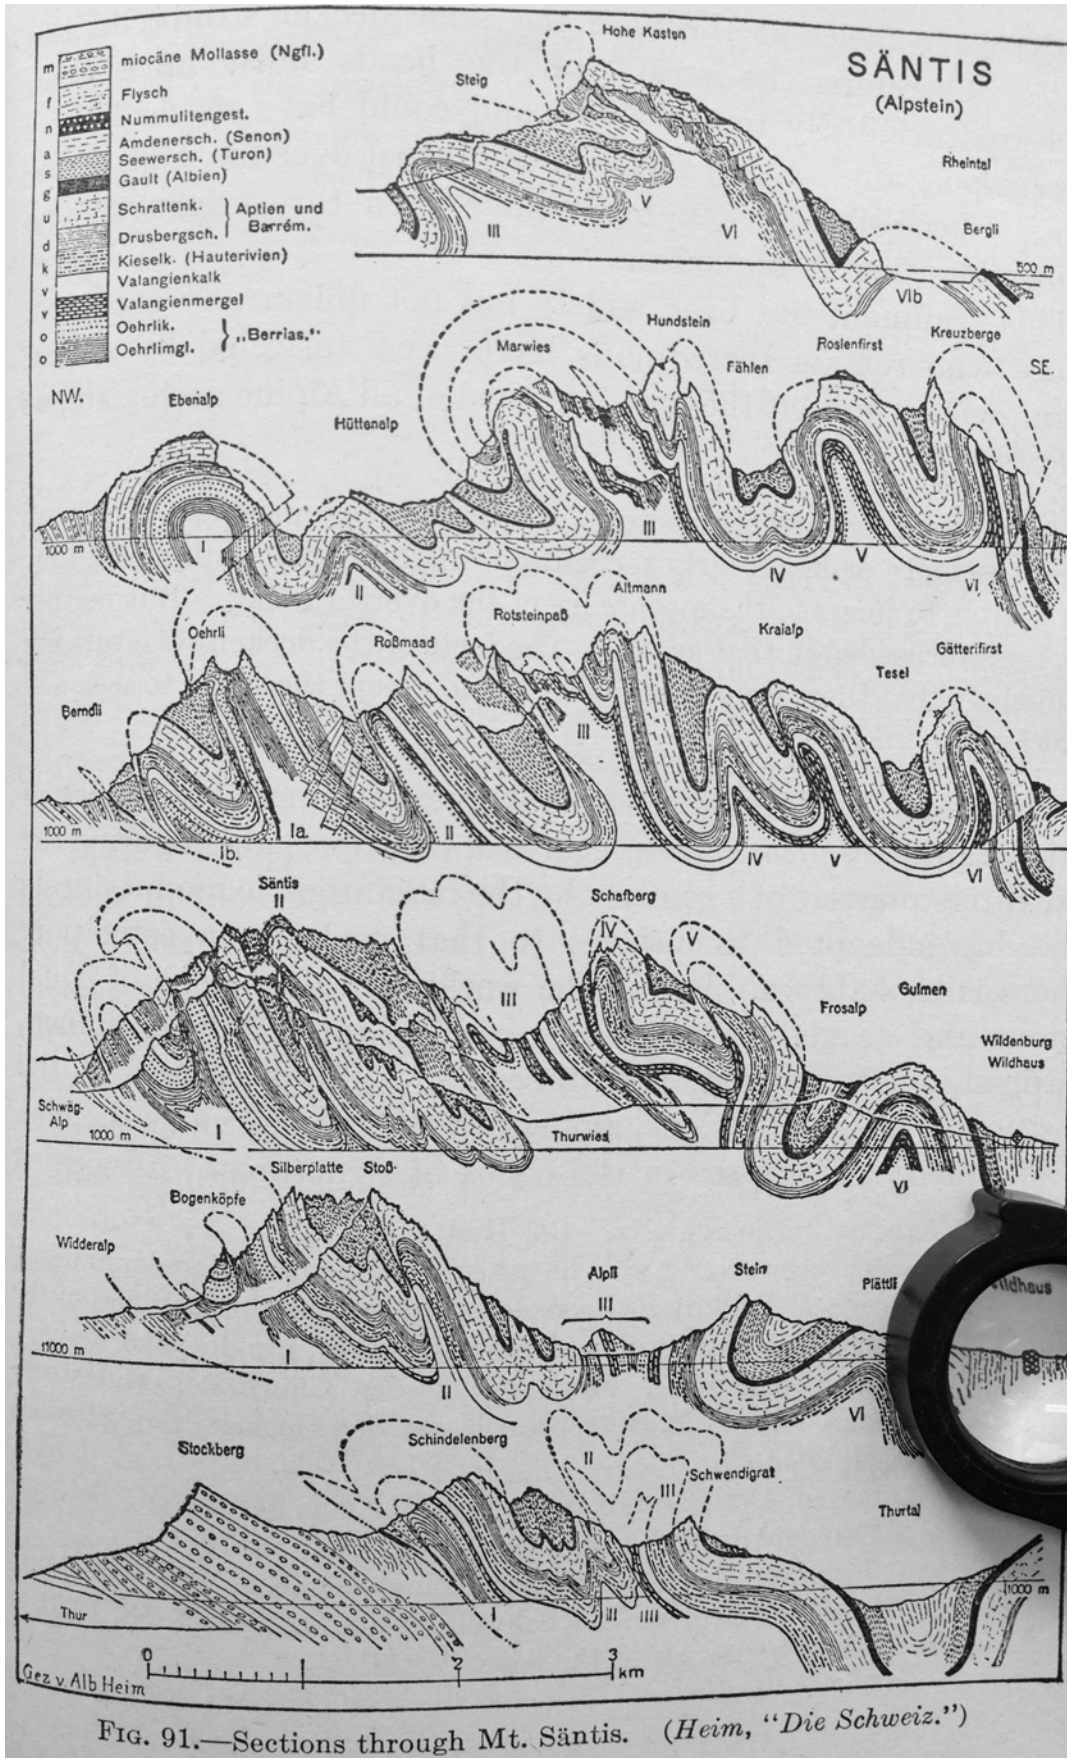 SÄNTIS
(Alpstein)
m miocäne Mollasse (Ngfl.)
f Flysch
n Nummulitengest.
a Amdenersch. (Senon)
s Seewersch. (Turon)
g Gault (Albien)
u Schrattenk. } Aptien und
d Drusbergsch. Barrém.
k Kieselk. (Hauterivien)
v Valangienkalk
v Valangienmergel
o Oehrlik. } „Berrias,“
o Oehrlimgl.
Hohe Kasten
Steig
Rheintal
Bergli
III V VI VIb
500 m
NW.
SE.
Ebenalp
Hüttenalp
Marwies
Hundstein
Fählen
Roslenfirst
Kreuzberge
1000 m
I II III IV V VI
Berndli
Oehrli
Roßmaad
Rotsteinpaß
Altmann
Kraialp
Tesel
Gätterifirst
1000 m
Ib. Ia. II III IV V VI
Säntis
II
Schafberg
IV V
III
Frosalp
Gulmen
Wildenburg
Wildhaus
Schwäg-
Alp
1000 m
I
Thurwies
VI
Widderalp
Bogenköpfe
Silberplatte
Stoß-
Alpli
III
Stein
Plättli
ildhaus
1000 m
I II VI
Stockberg
Schindelenberg
II
III
Schwendigrat
Thurtal
1000 m
Thur
I III IIII
0 2 3 km
Gez v. Alb Heim
FIG. 91.—Sections through Mt. Säntis. (Heim, “Die Schweiz.”)